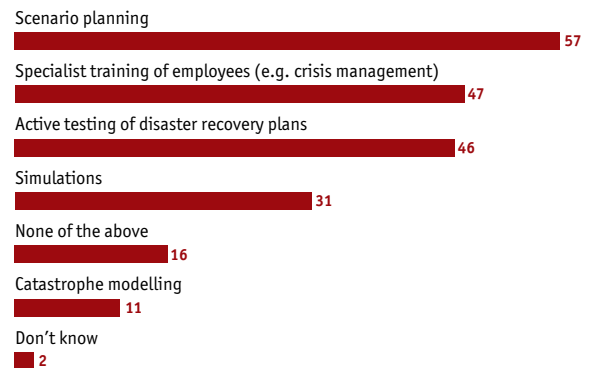 Scenario planning
57
Specialist training of employees (e.g. crisis management)
47
Active testing of disaster recovery plans
46
Simulations
31
None of the above
16
Catastrophe modelling
11
Don’t know
2